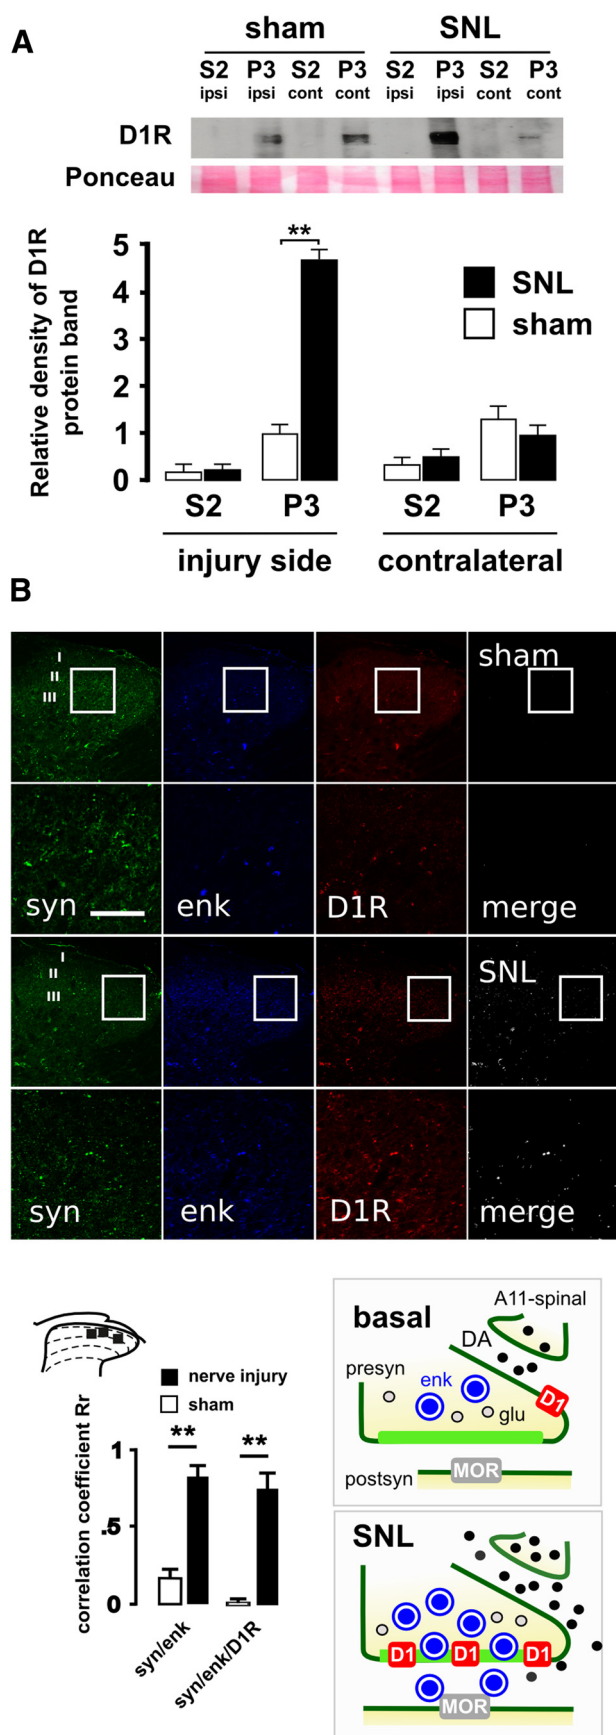 A
sham SNL
S2 P3 S2 P3 S2 P3 S2 P3
ipsi ipsi cont cont ipsi ipsi cont cont
D1R
Ponceau
Relative density of D1R
protein band
5
4
3
2
1
0
**
SNL
sham
S2 P3 S2 P3
injury side contralateral
B
I
II
III
sham
syn enk D1R merge
I
II
III
SNL
syn enk D1R merge
nerve injury
sham
correlation coefficient Rr
1
.5
0
** **
syn/enk
syn/enk/D1R
basal
A11-spinal
DA
presyn
enk
D1
glu
postsyn
MOR
SNL
D1 D1 D1
MOR